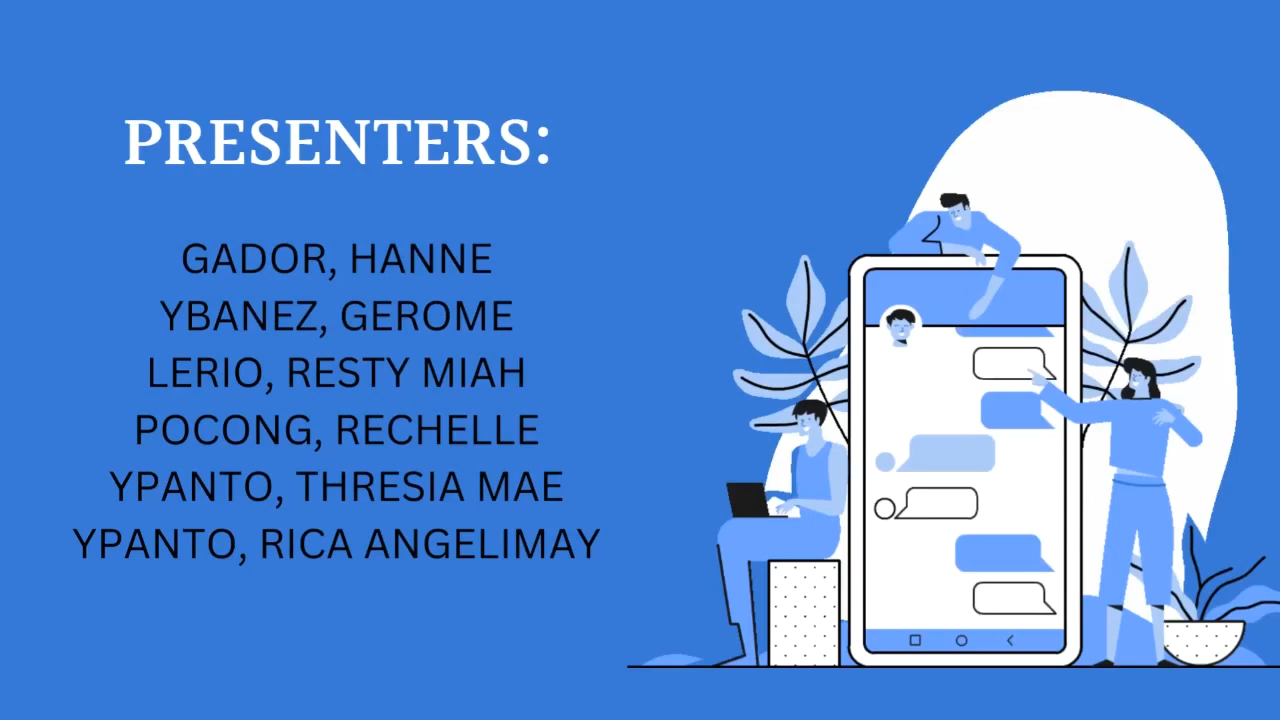 PRESENTERS:
GADOR, HANNE
YBANEZ, GEROME
LERIO, RESTY MIAH
POCONG, RECHELLE
YPANTO, THRESIA MAE
YPANTO, RICA ANGELIMAY